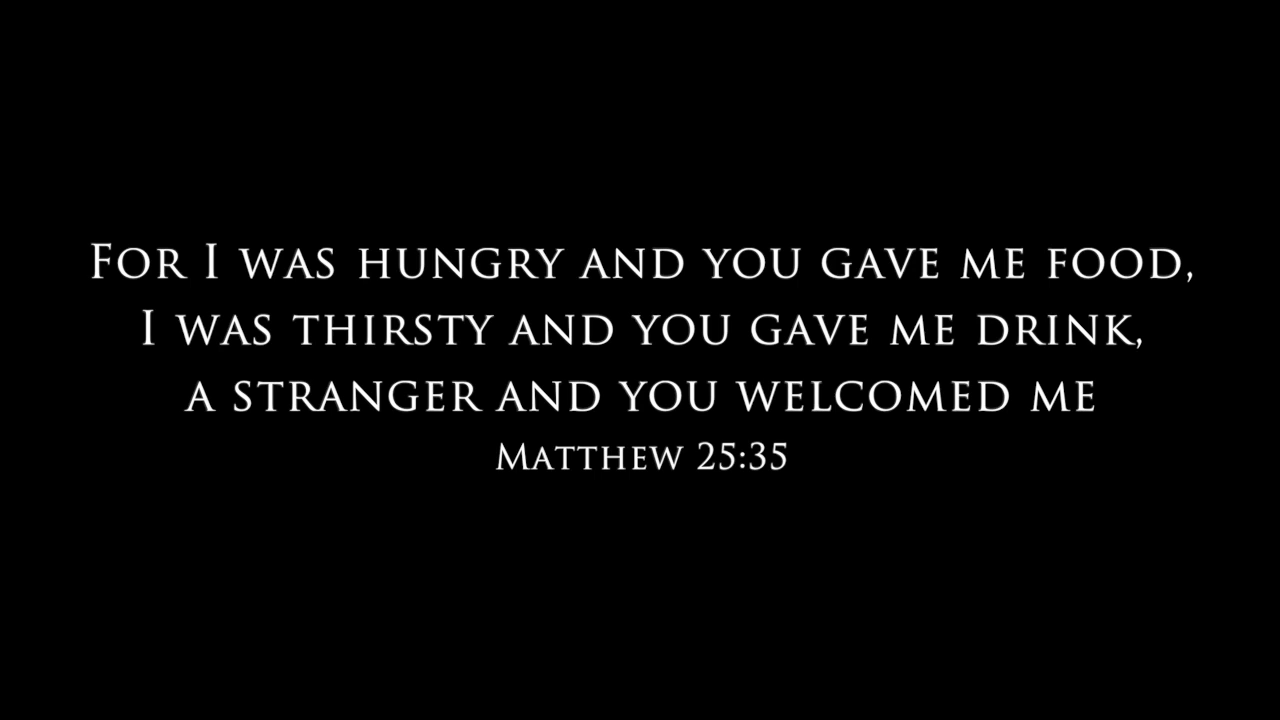 For I was hungry and you gave me food,
I was thirsty and you gave me drink,
a stranger and you welcomed me
Matthew 25:35